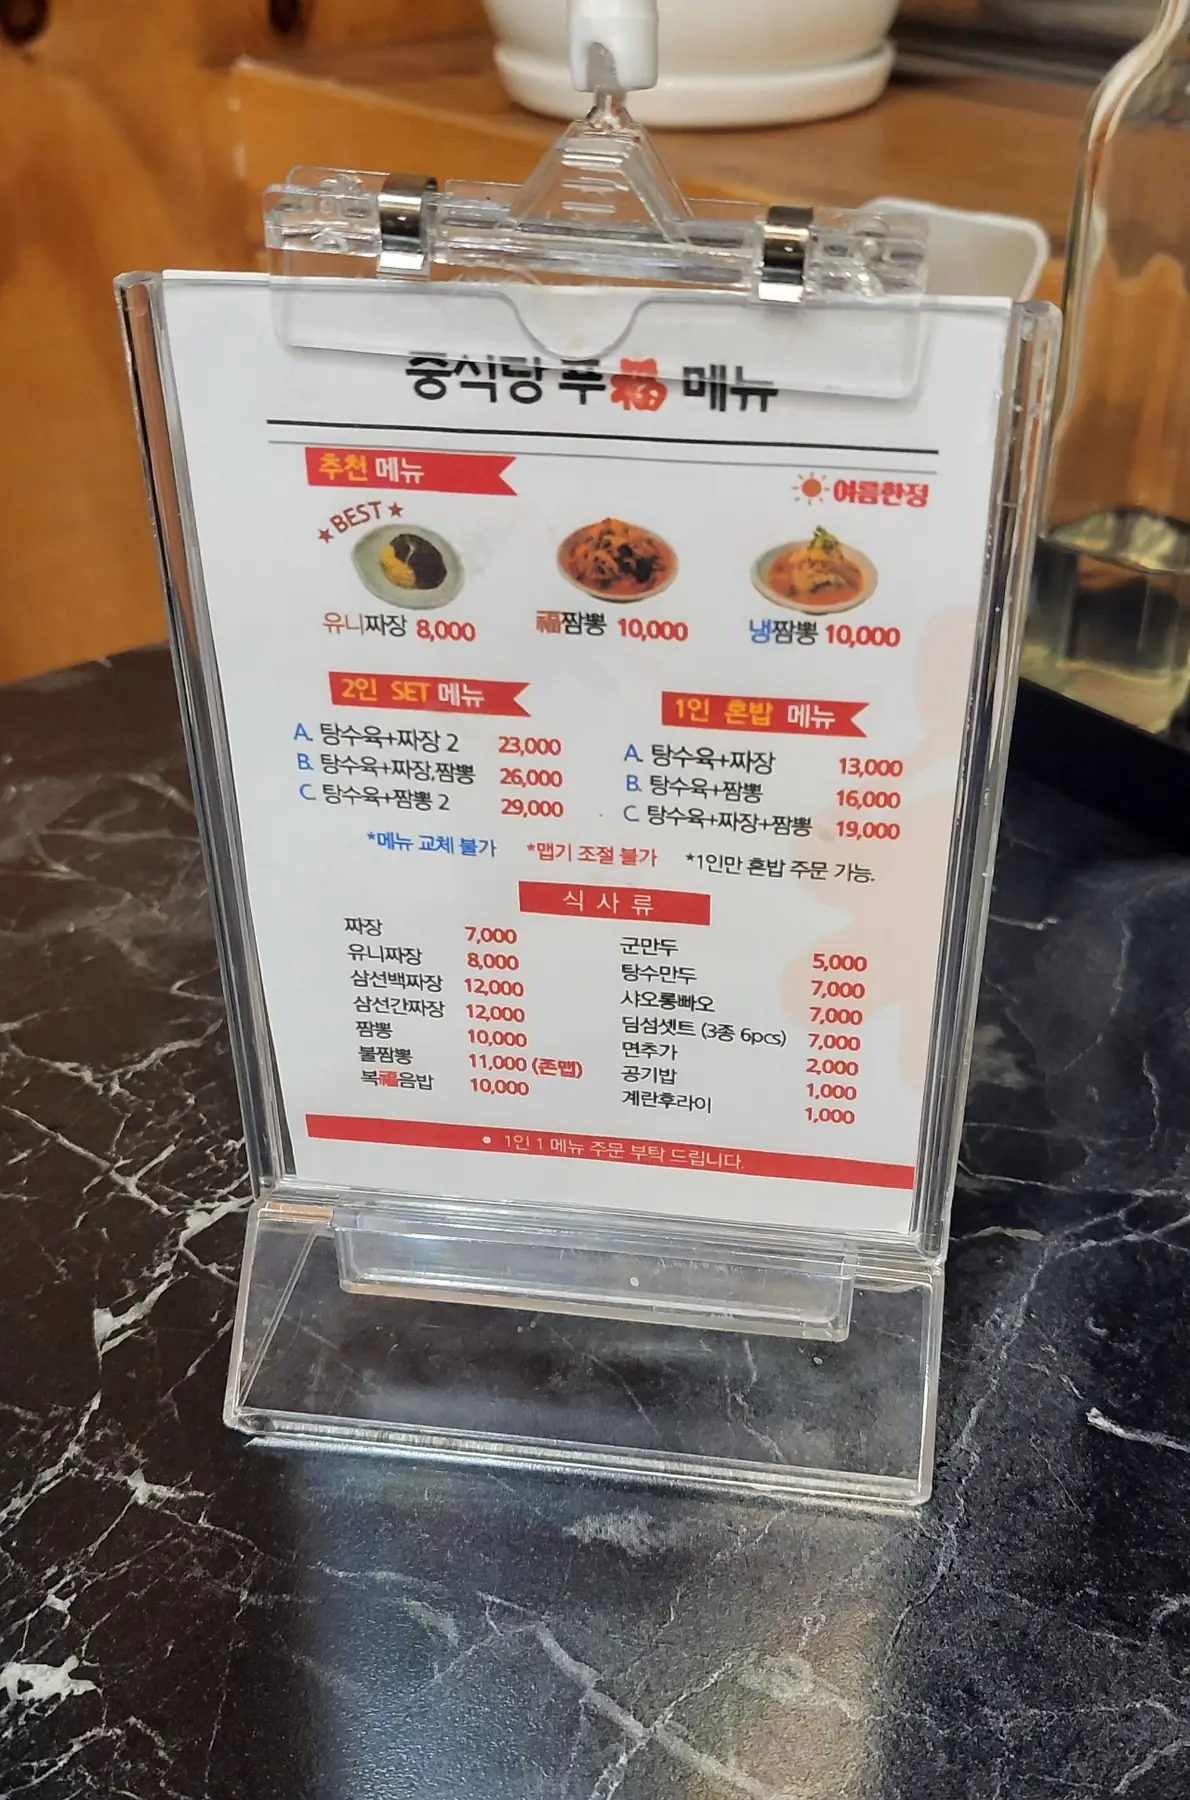 중식탕 푸福 메뉴
추천 메뉴
여름한정
BEST
유니짜장 8,000
福짬뽕 10,000
냉짬뽕 10,000
2인 SET 메뉴
A. 탕수육+짜장 2 23,000
B. 탕수육+짜장,짬뽕 26,000
C. 탕수육+짬뽕 2 29,000
1인 혼밥 메뉴
A. 탕수육+짜장 13,000
B. 탕수육+짬뽕 16,000
C. 탕수육+짜장+짬뽕 19,000
*메뉴 교체 불가 *맵기 조절 불가 *1인만 혼밥 주문 가능.
식사류
짜장 7,000
유니짜장 8,000
삼선백짜장 12,000
삼선간짜장 12,000
짬뽕 10,000
불짬뽕 11,000 (존맵)
복福음밥 10,000
군만두 5,000
탕수만두 7,000
샤오롱빠오 7,000
딤섬셋트 (3종 6pcs) 7,000
면추가 2,000
공기밥 1,000
계란후라이 1,000
• 1인 1 메뉴 주문 부탁 드립니다.